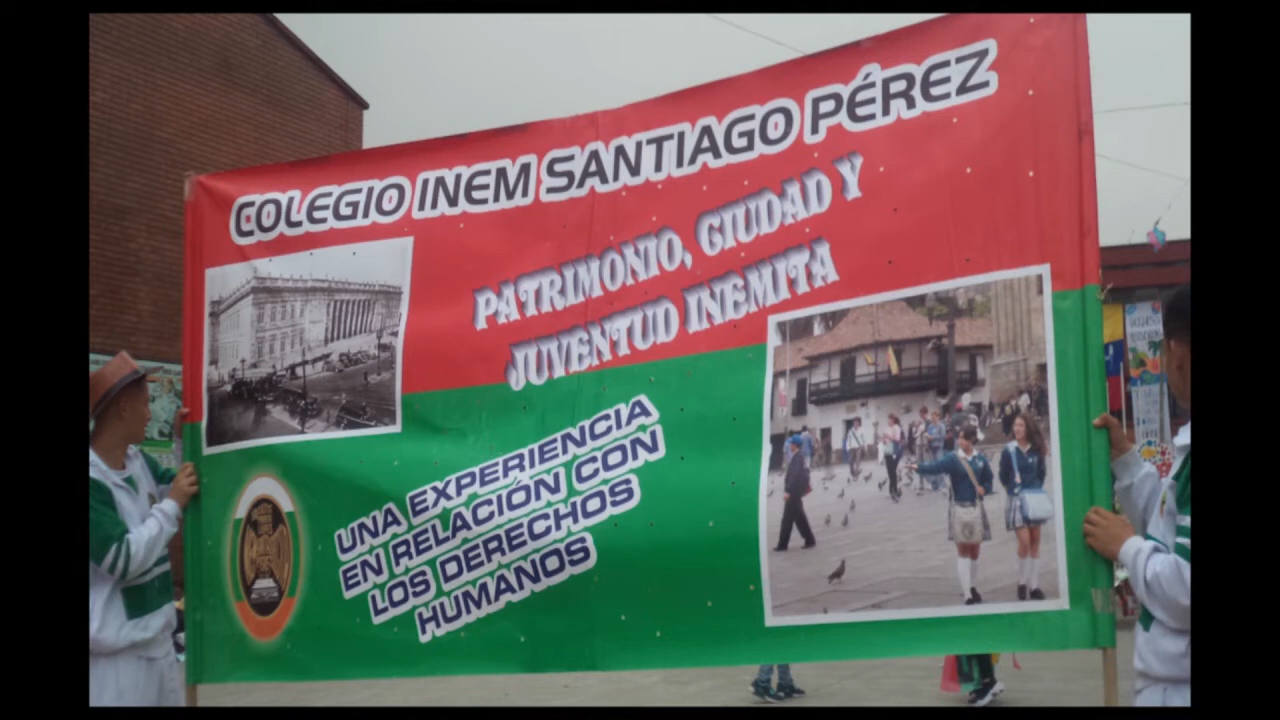 COLEGIO INEM SANTIAGO PÉREZ
PATRIMONIO, CIUDAD Y
JUVENTUD INEMITA
UNA EXPERIENCIA
EN RELACIÓN CON
LOS DERECHOS
HUMANOS